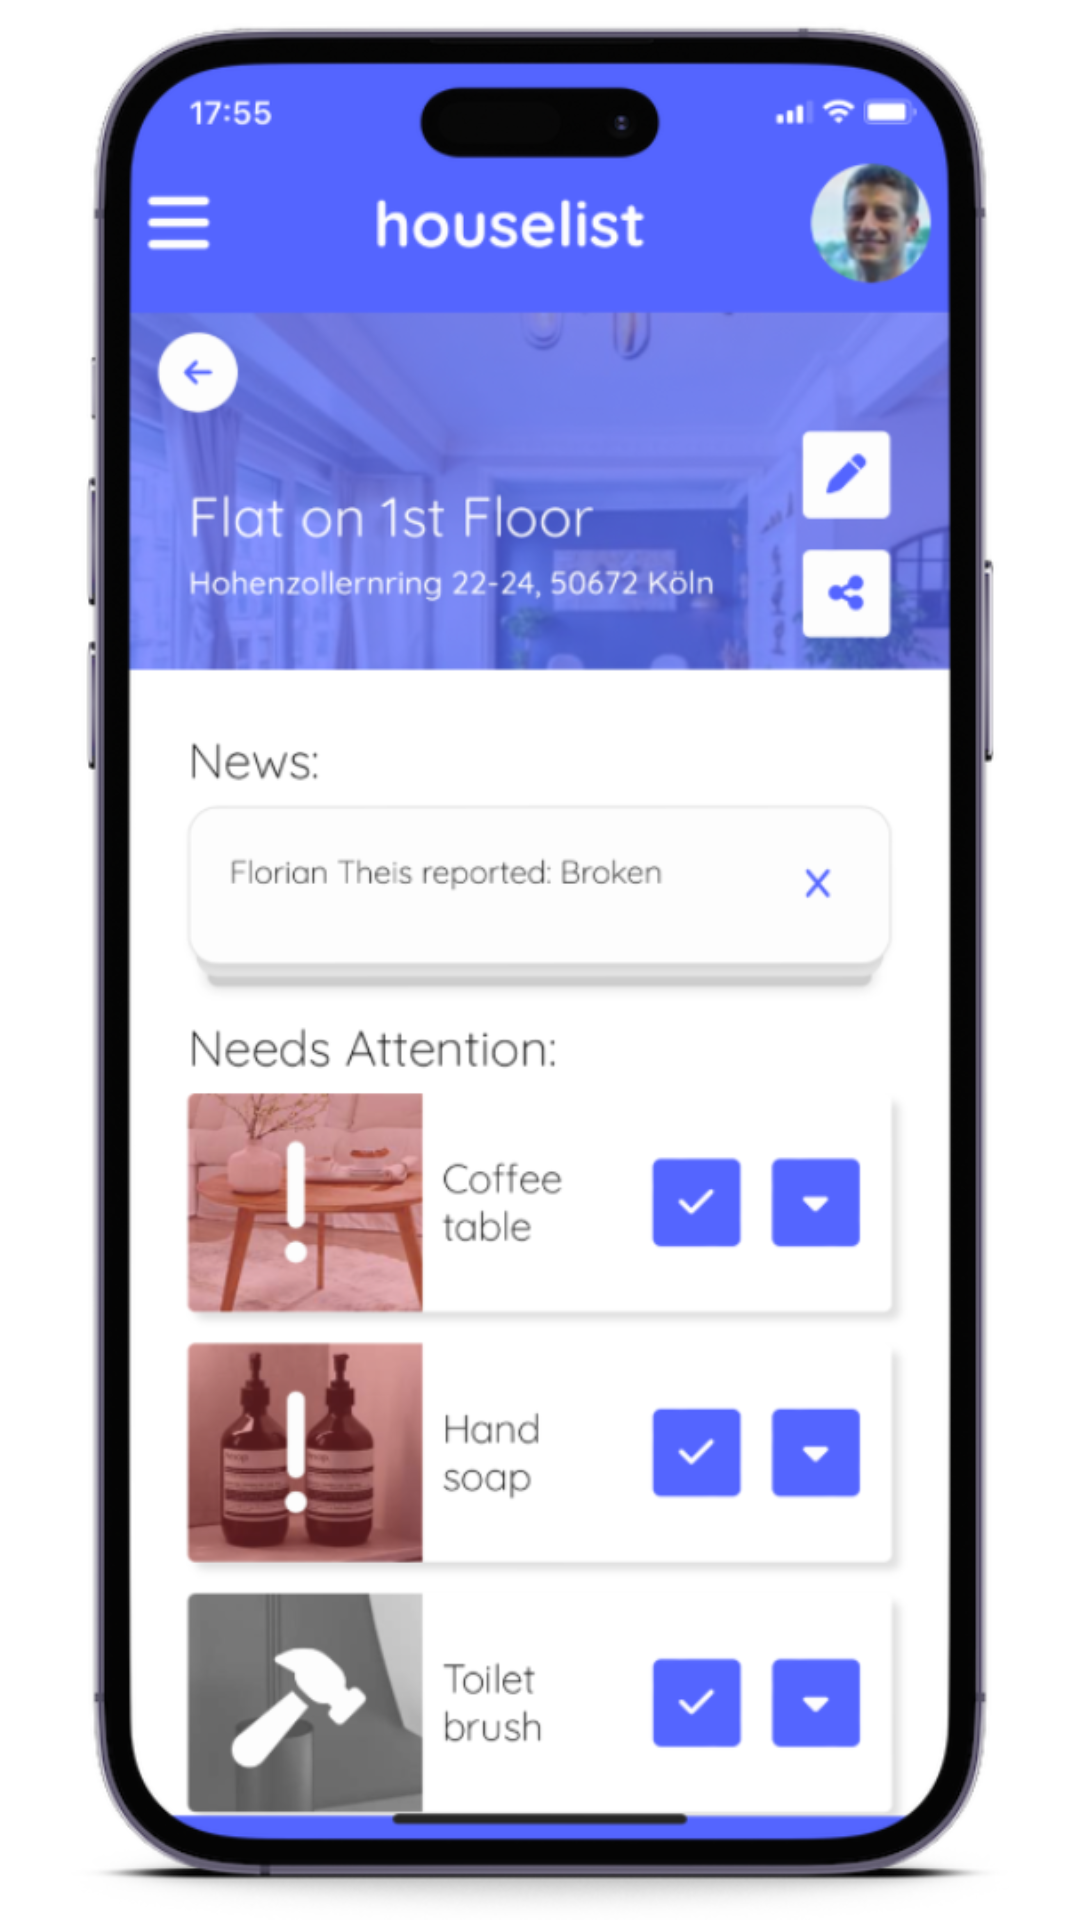 17:55
houselist
Flat on 1st Floor
Hohenzollernring 22-24, 50672 Köln
News:
Florian Theis reported: Broken
Needs Attention:
Coffee
table
Hand
soap
Toilet
brush